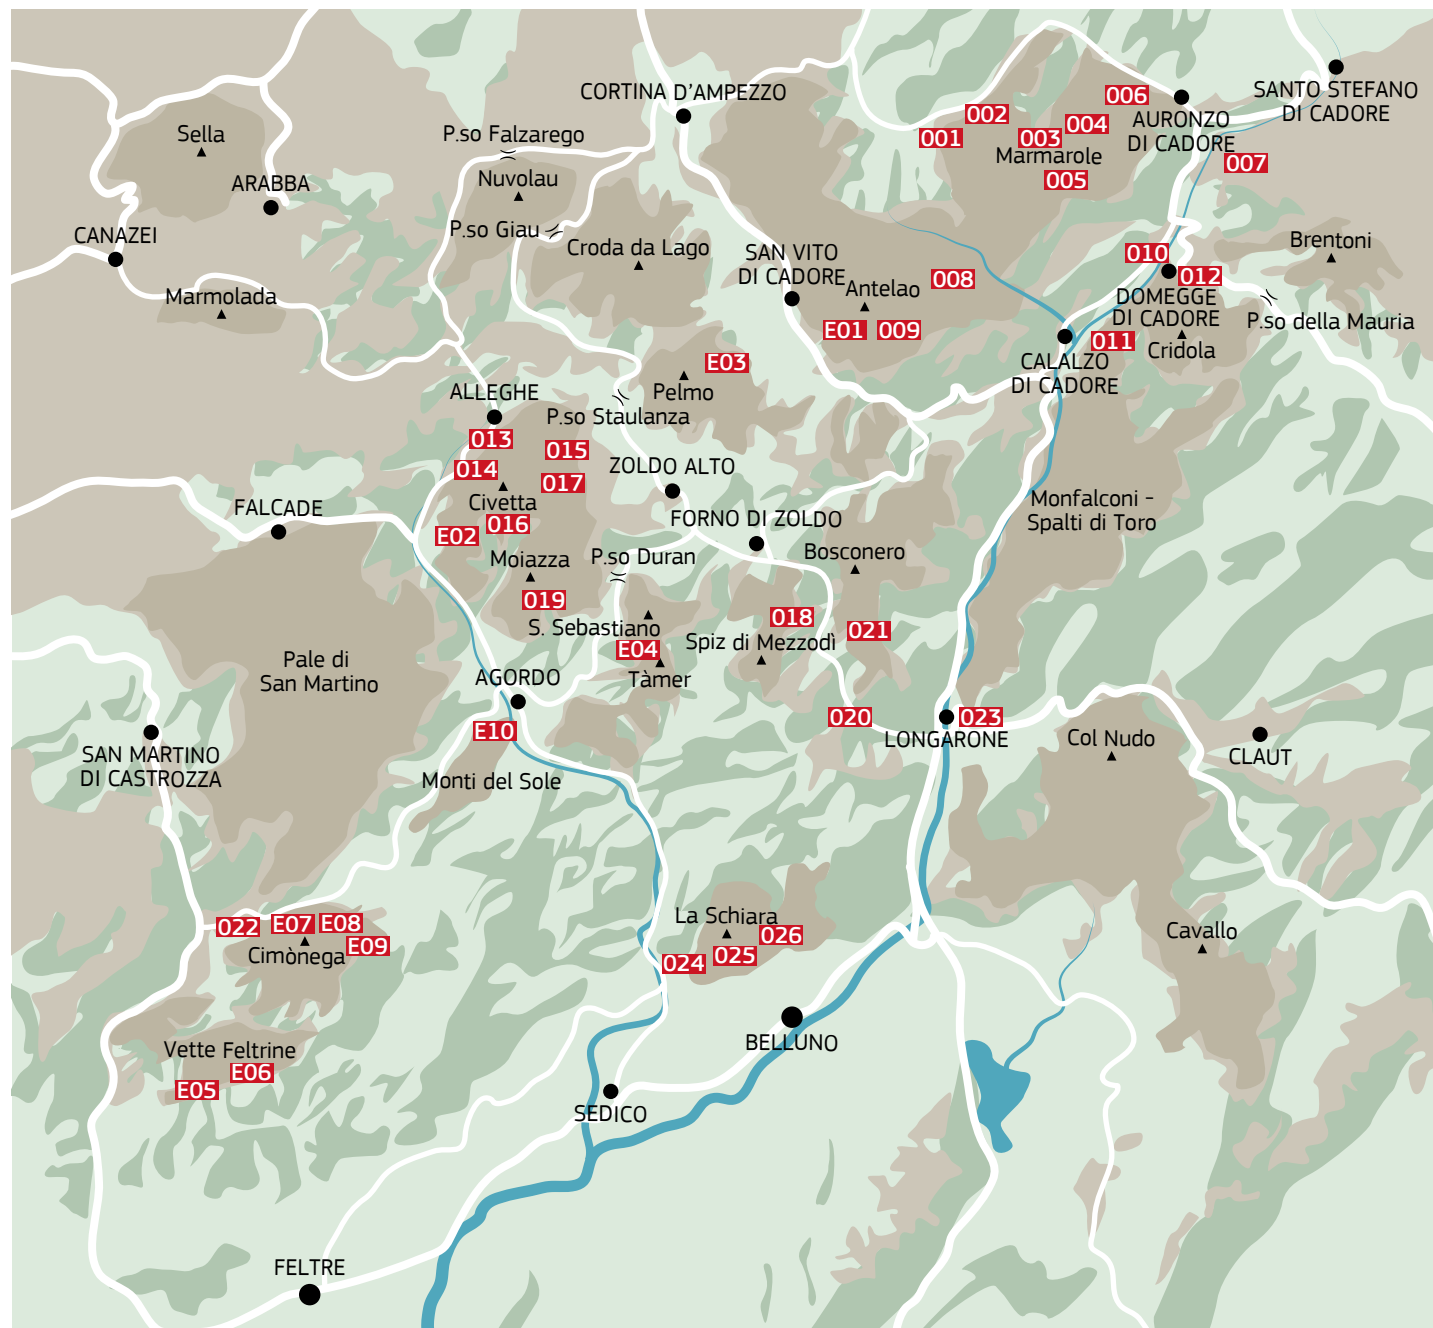 SANTO STEFANO
DI CADORE
CORTINA D'AMPEZZO
006
002
AURONZO
DI CADORE
004
001
003
P.so Falzarego
Sella
Marmarole
007
005
Nuvolau
ARABBA
P.so Giau
CANAZEI
Croda da Lago
SAN VITO
DI CADORE
010
Brentoni
012
008
Antelao
DOMEGGE
DI CADORE
Marmolada
P.so della Mauria
E01
009
011
Cridola
CALALZO
DI CADORE
E03
Pelmo
ALLEGHE
P.so Staulanza
013
015
014
ZOLDO ALTO
017
Civetta
Monfalconi -
Spalti di Toro
FALCADE
016
FORNO DI ZOLDO
E02
Bosconero
Moiazza
P.so Duran
019
018
S. Sebastiano
021
Spiz di Mezzodì
E04
Pale di
San Martino
Tàmer
AGORDO
020
023
E10
LONGARONE
Col Nudo
SAN MARTINO
DI CASTROZZA
CLAUT
Monti del Sole
La Schiara
022
E07
E08
026
Cavallo
E09
Cimònega
025
024
BELLUNO
Vette Feltrine
E06
E05
SEDICO
FELTRE